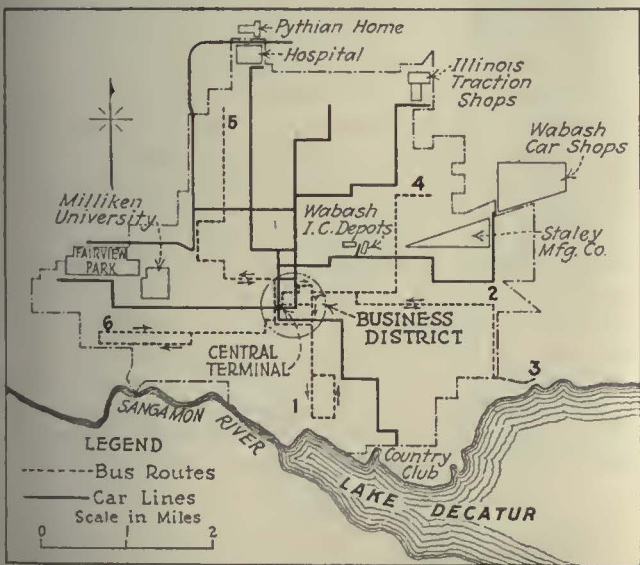 Pythian Home
Hospital
Illinois
Traction
Shops
Wabash
Car Shops
5
4
Milliken
University
Wabash
I.C. Depots
Staley
Mfg. Co.
FAIRVIEW
PARK
2
BUSINESS
DISTRICT
6
CENTRAL
TERMINAL
3
1
SANGAMON
RIVER
Country
Club
LAKE DECATUR
LEGEND
Bus Routes
Car Lines
Scale in Miles
0 1 2